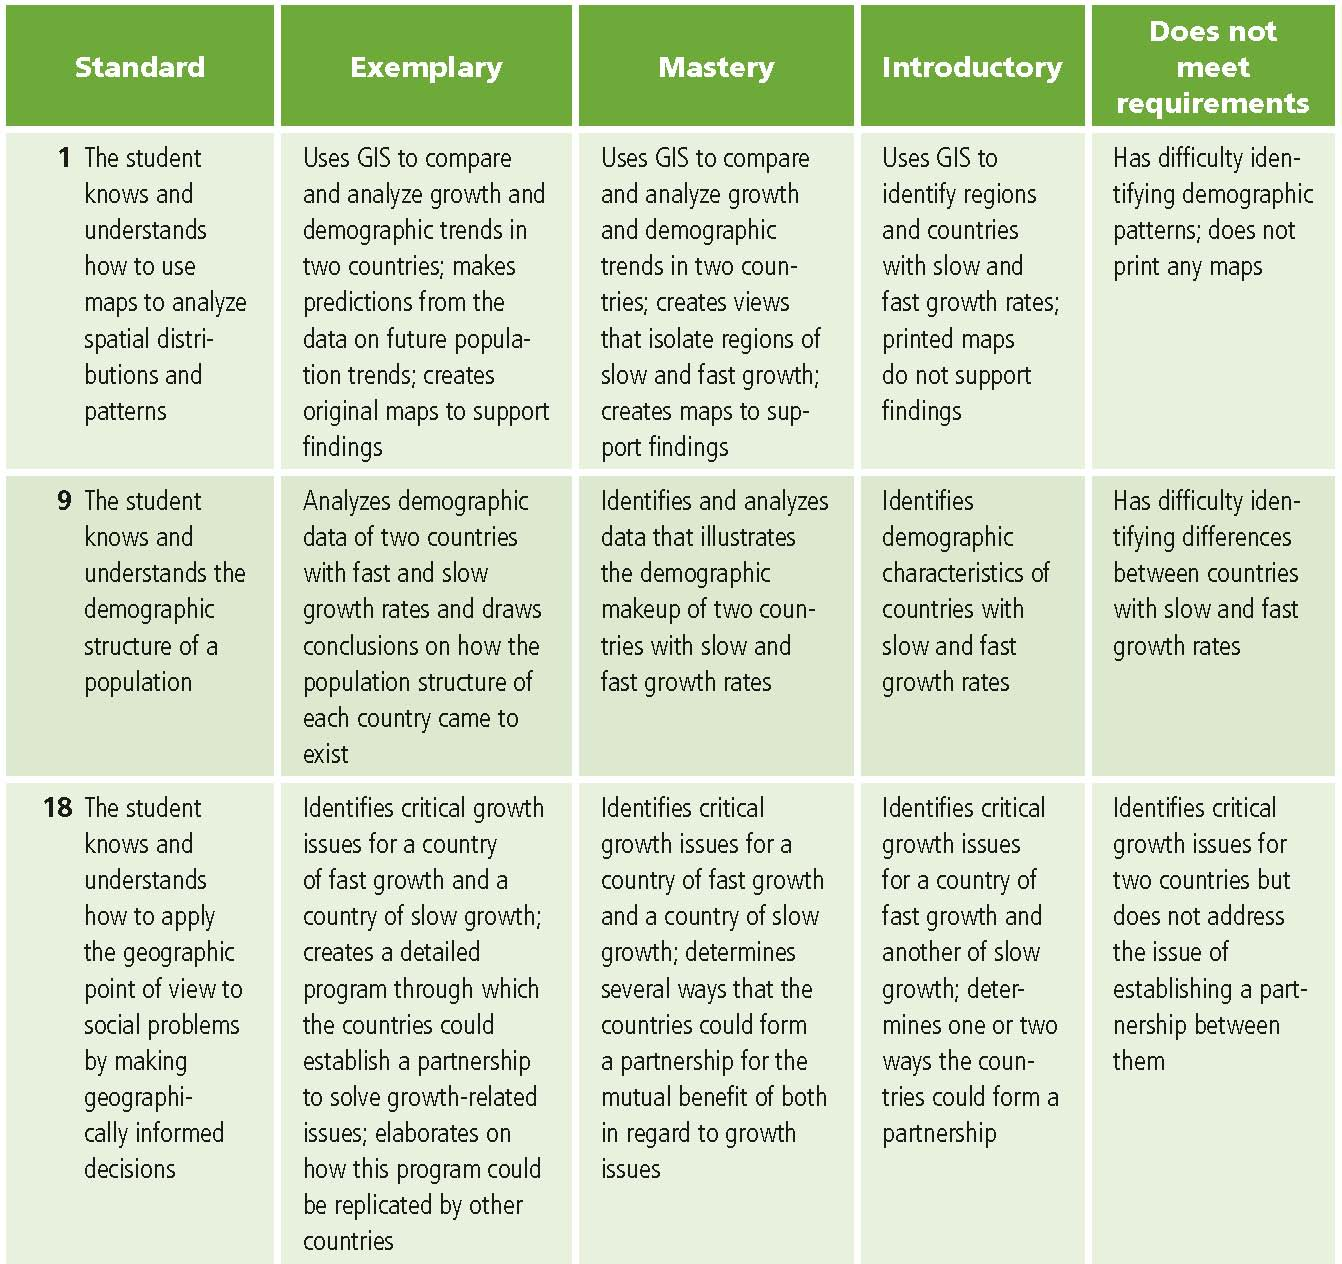 Standard
Exemplary
Mastery
Introductory
Does not
meet
requirements
1 The student
knows and
understands
how to use
maps to analyze
spatial distri-
butions and
patterns
Uses GIS to compare
and analyze growth and
demographic trends in
two countries; makes
predictions from the
data on future popula-
tion trends; creates
original maps to support
findings
Uses GIS to compare
and analyze growth
and demographic
trends in two coun-
tries; creates views
that isolate regions of
slow and fast growth;
creates maps to sup-
port findings
Uses GIS to
identify regions
and countries
with slow and
fast growth rates;
printed maps
do not support
findings
Has difficulty iden-
tifying demographic
patterns; does not
print any maps
9 The student
knows and
understands the
demographic
structure of a
population
Analyzes demographic
data of two countries
with fast and slow
growth rates and draws
conclusions on how the
population structure of
each country came to
exist
Identifies and analyzes
data that illustrates
the demographic
makeup of two coun-
tries with slow and
fast growth rates
Identifies
demographic
characteristics of
countries with
slow and fast
growth rates
Has difficulty iden-
tifying differences
between countries
with slow and fast
growth rates
18 The student
knows and
understands
how to apply
the geographic
point of view to
social problems
by making
geographi-
cally informed
decisions
Identifies critical growth
issues for a country
of fast growth and a
country of slow growth;
creates a detailed
program through which
the countries could
establish a partnership
to solve growth-related
issues; elaborates on
how this program could
be replicated by other
countries
Identifies critical
growth issues for a
country of fast growth
and a country of slow
growth; determines
several ways that the
countries could form
a partnership for the
mutual benefit of both
in regard to growth
issues
Identifies critical
growth issues
for a country of
fast growth and
another of slow
growth; deter-
mines one or two
ways the coun-
tries could form a
partnership
Identifies critical
growth issues for
two countries but
does not address
the issue of
establishing a part-
nership between
them